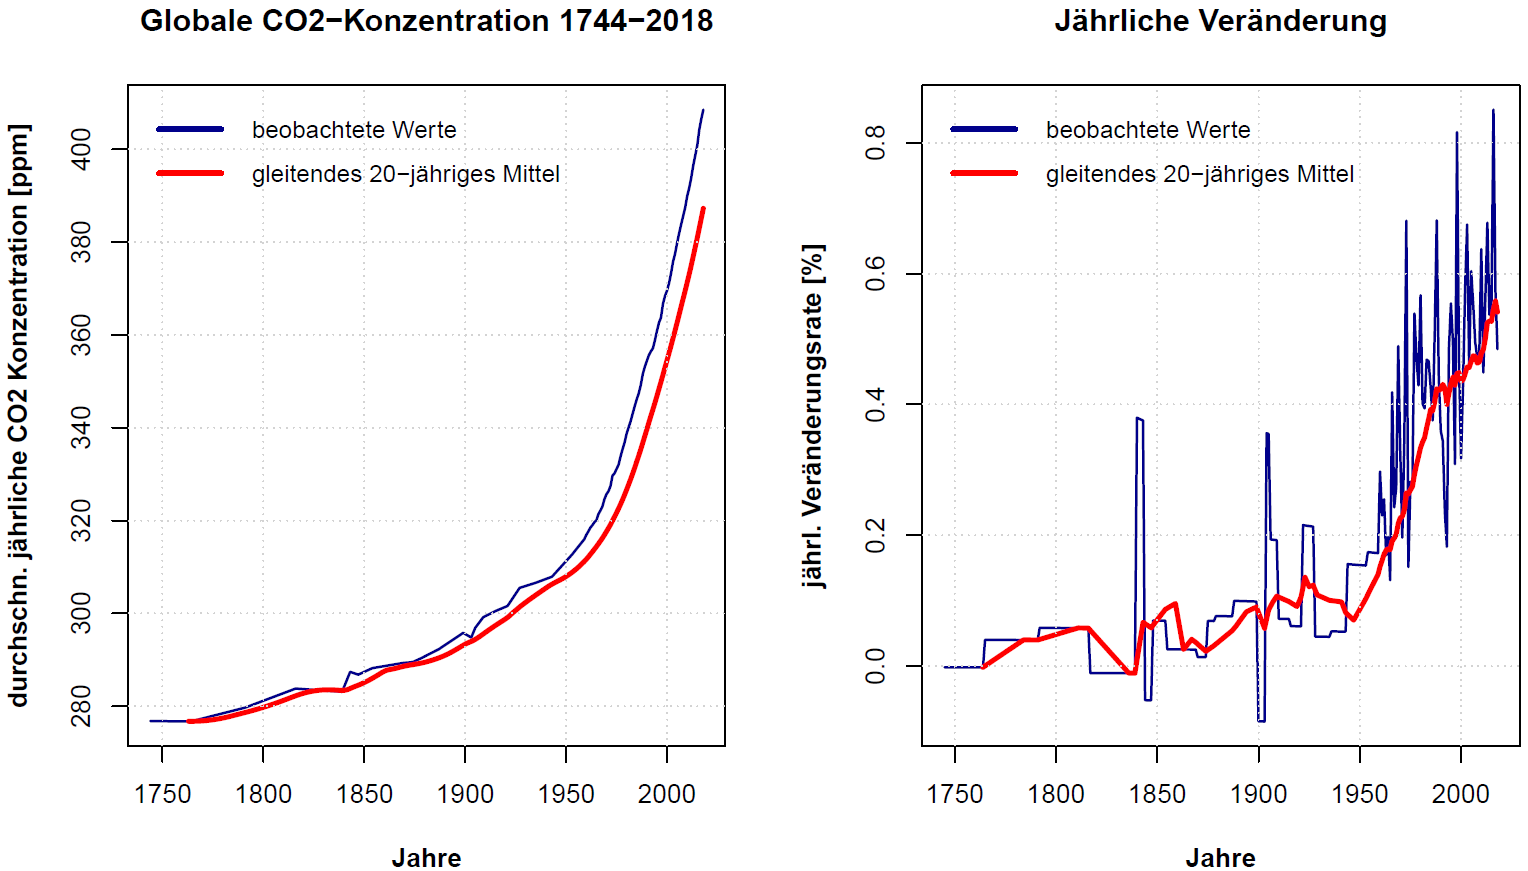 Globale CO2−Konzentration 1744−2018
durchschn. jährliche CO2 Konzentration [ppm]
400
380
360
340
320
300
280
beobachtete Werte
gleitendes 20−jähriges Mittel
1750 1800 1850 1900 1950 2000
Jahre
Jährliche Veränderung
jährl. Veränderungsrate [%]
0.8
0.6
0.4
0.2
0.0
beobachtete Werte
gleitendes 20−jähriges Mittel
1750 1800 1850 1900 1950 2000
Jahre